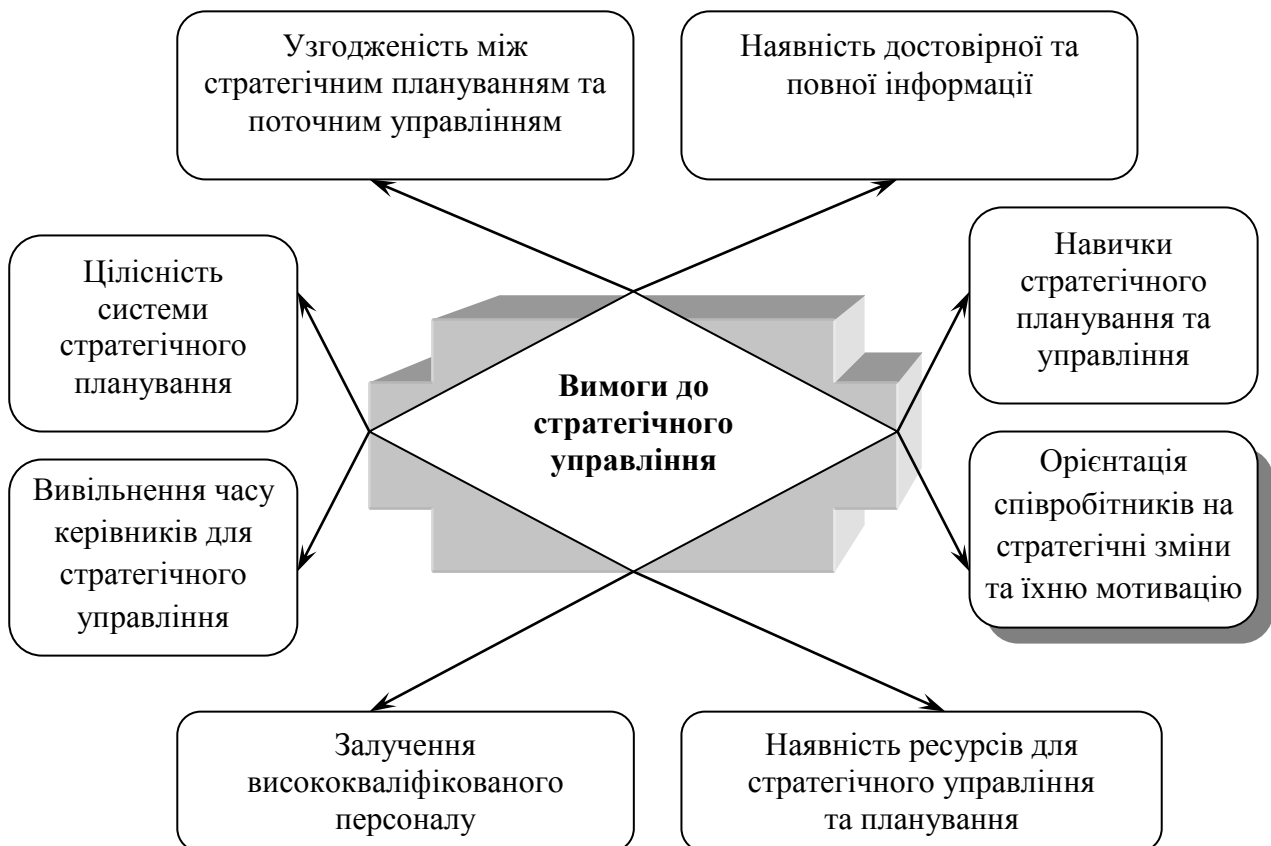 Узгодженість між
стратегічним плануванням та
поточним управлінням
Наявність достовірної та
повної інформації
Цілісність
системи
стратегічного
планування
Навички
стратегічного
планування та
управління
Вимоги до
стратегічного
управління
Вивільнення часу
керівників для
стратегічного
управління
Орієнтація
співробітників на
стратегічні зміни
та їхню мотивацію
Залучення
висококваліфікованого
персоналу
Наявність ресурсів для
стратегічного управління
та планування